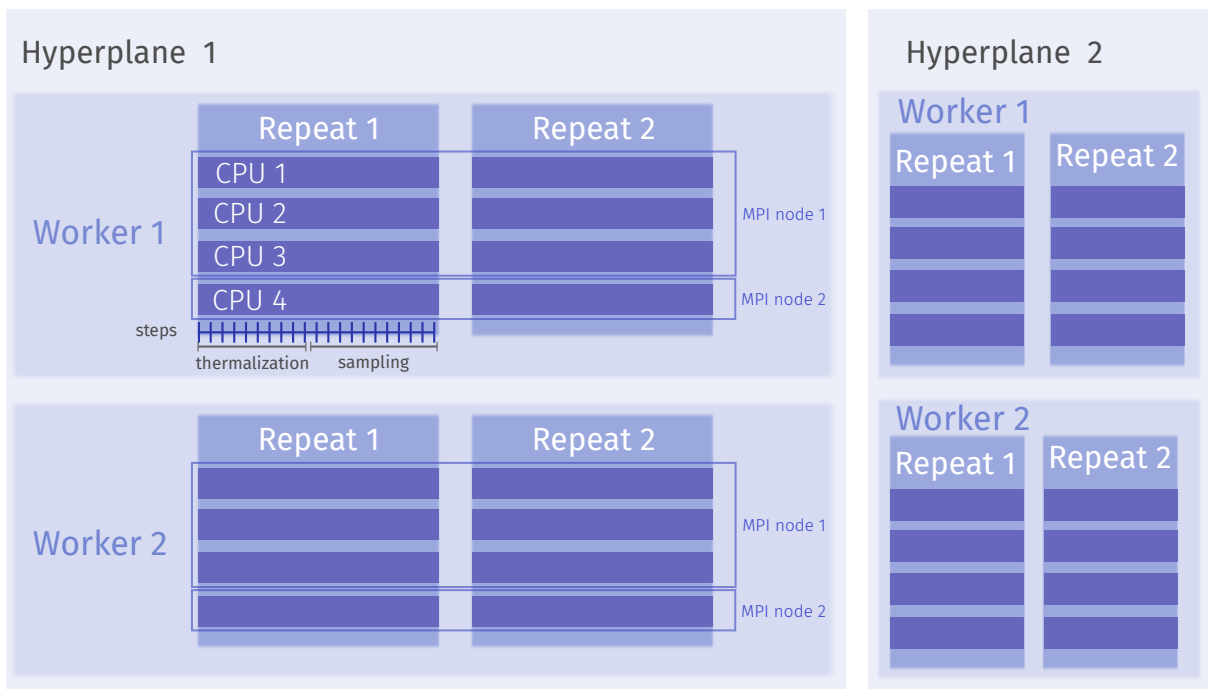 Hyperplane 1
Worker 1
Repeat 1
Repeat 2
CPU 1
CPU 2
CPU 3
CPU 4
MPI node 1
MPI node 2
steps
thermalization
sampling
Worker 2
Repeat 1
Repeat 2
MPI node 1
MPI node 2
Hyperplane 2
Worker 1
Repeat 1
Repeat 2
Worker 2
Repeat 1
Repeat 2